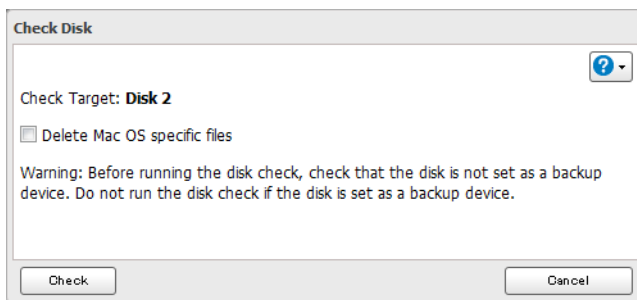 Check Disk
?
Check Target: Disk 2
Delete Mac OS specific files
Warning: Before running the disk check, check that the disk is not set as a backup
device. Do not run the disk check if the disk is set as a backup device.
Check
Cancel